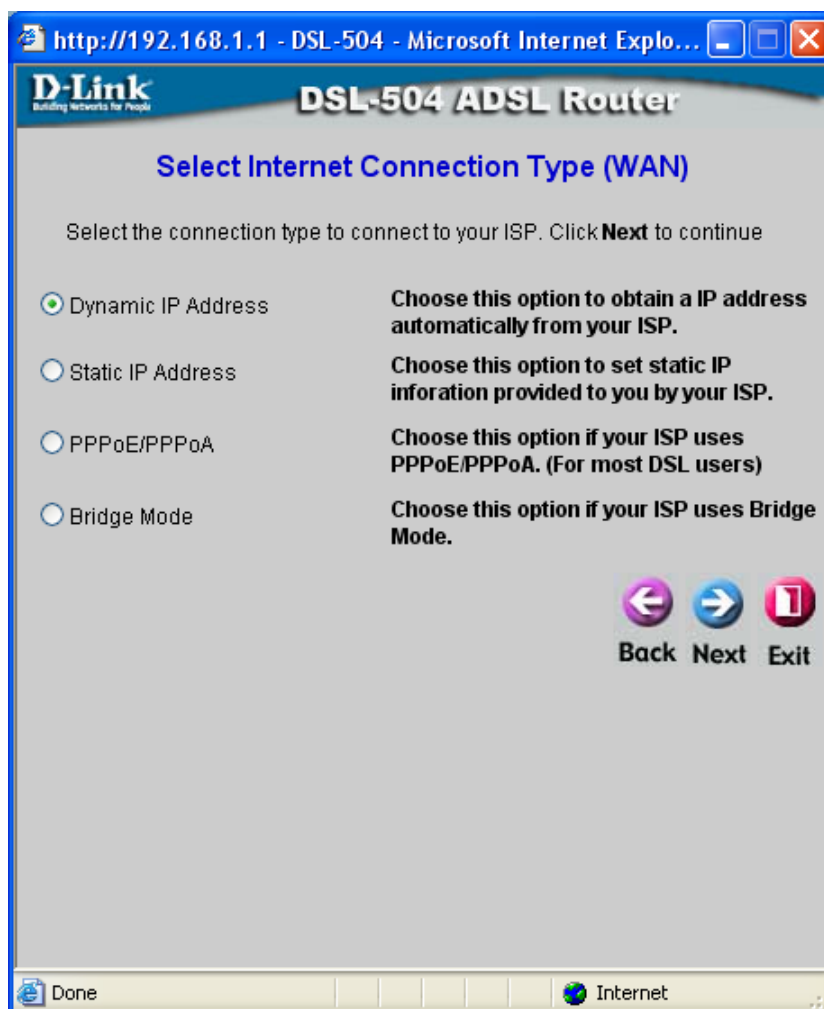 http://192.168.1.1 - DSL-504 - Microsoft Internet Explo...
D-Link
Building Networks for People
DSL-504 ADSL Router
Select Internet Connection Type (WAN)
Select the connection type to connect to your ISP. Click Next to continue
Dynamic IP Address
Choose this option to obtain a IP address
automatically from your ISP.
Static IP Address
Choose this option to set static IP
inforation provided to you by your ISP.
PPPoE/PPPoA
Choose this option if your ISP uses
PPPoE/PPPoA. (For most DSL users)
Bridge Mode
Choose this option if your ISP uses Bridge
Mode.
Back Next Exit
Done
Internet